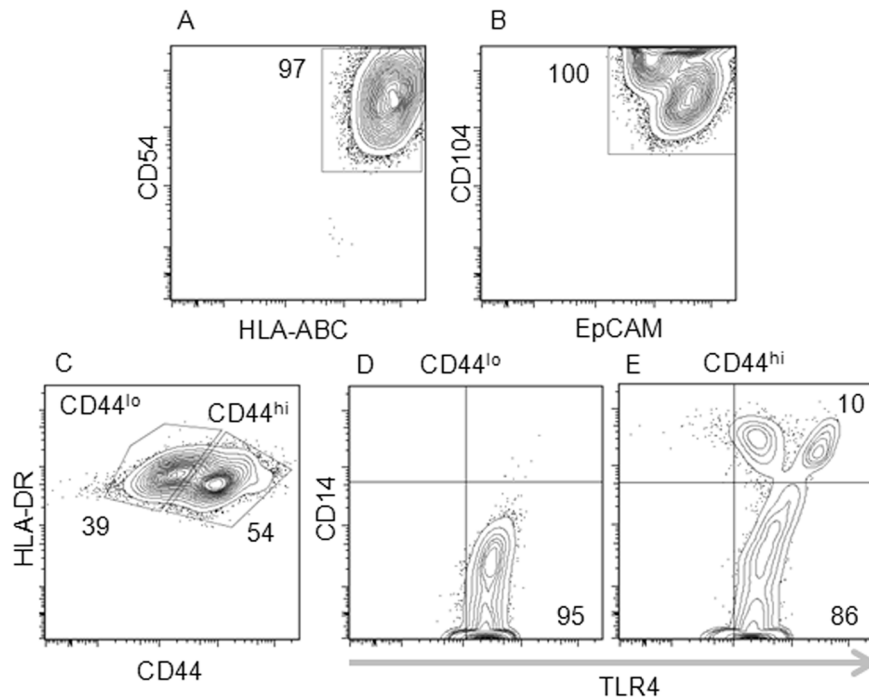 A
B
97
100
CD54
CD104
HLA-ABC
EpCAM
C
D
CD44lo
E
CD44hi
CD44lo
CD44hi
10
HLA-DR
CD14
39
54
95
86
CD44
TLR4